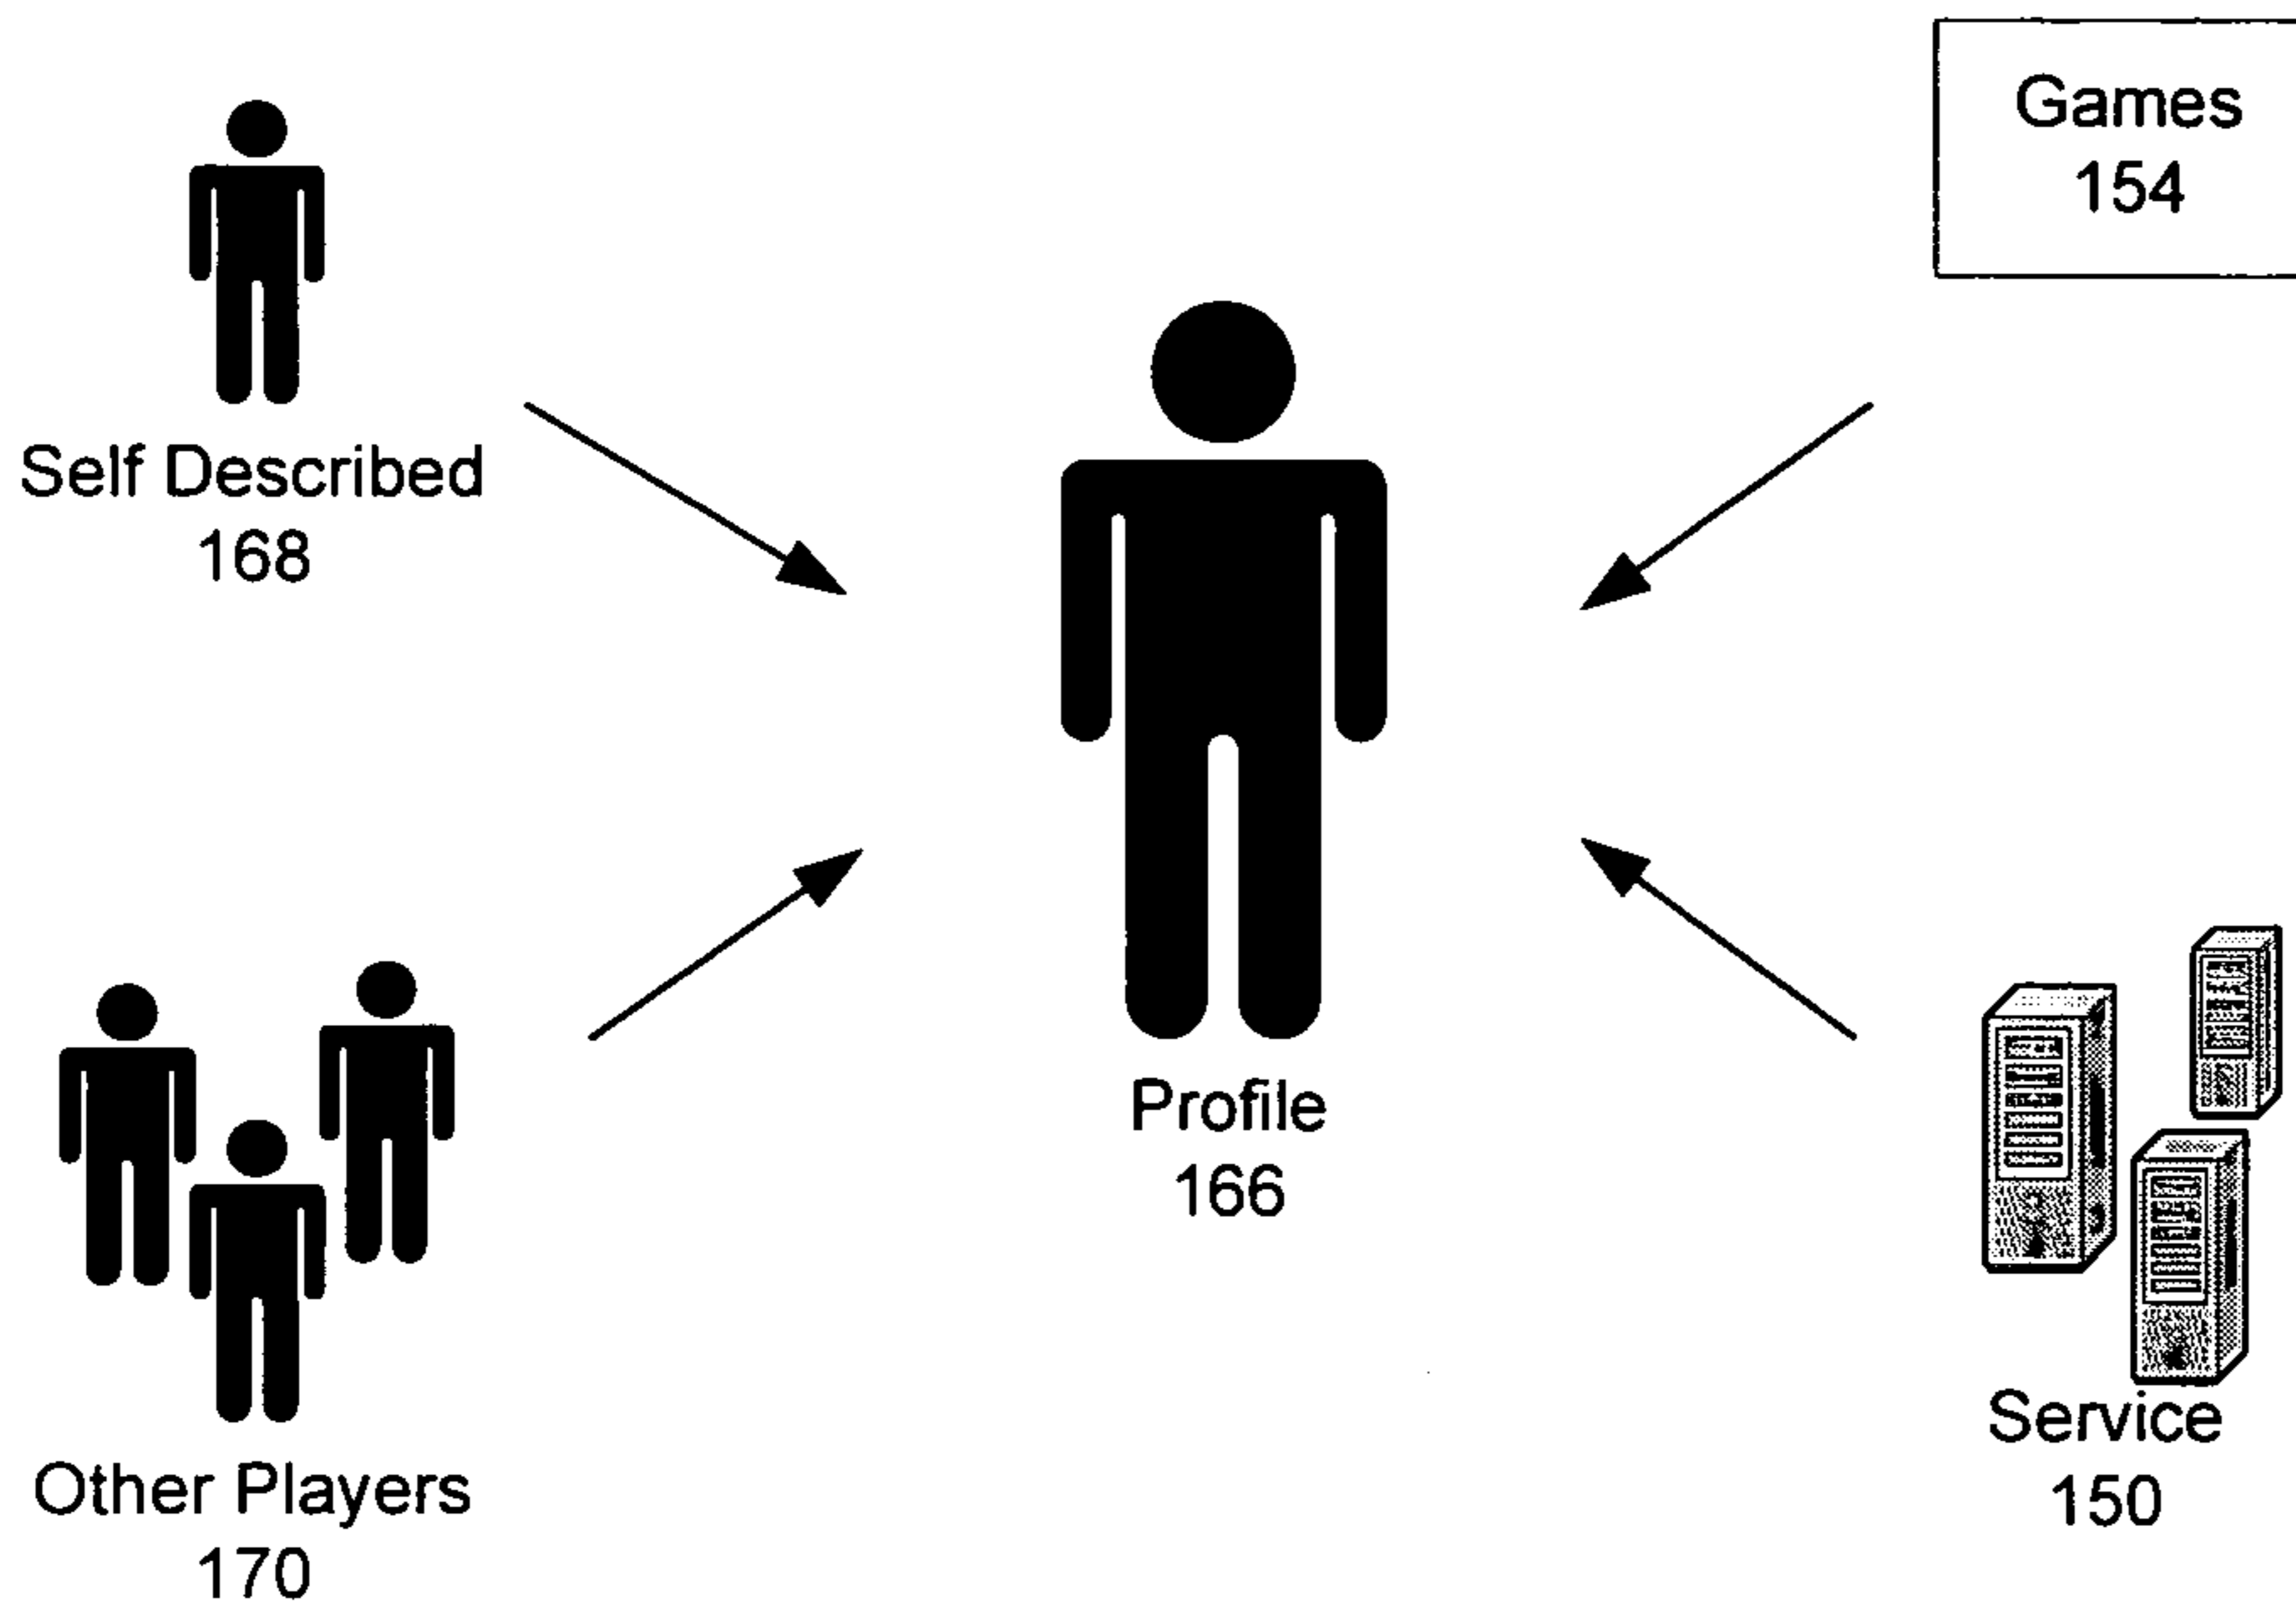 Self Described
168
Games
154
Profile
166
Other Players
170
Service
150